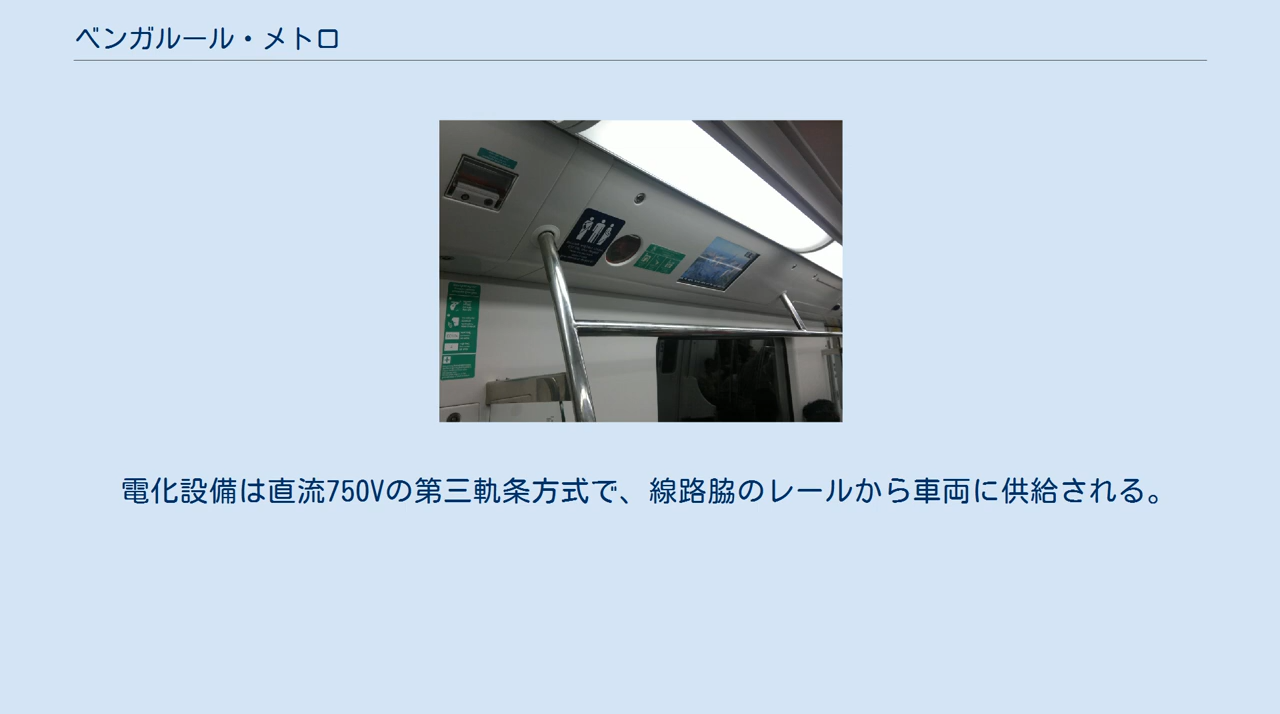 ベンガルール・メトロ
電化設備は直流750Vの第三軌条方式で、線路脇のレールから車両に供給される。